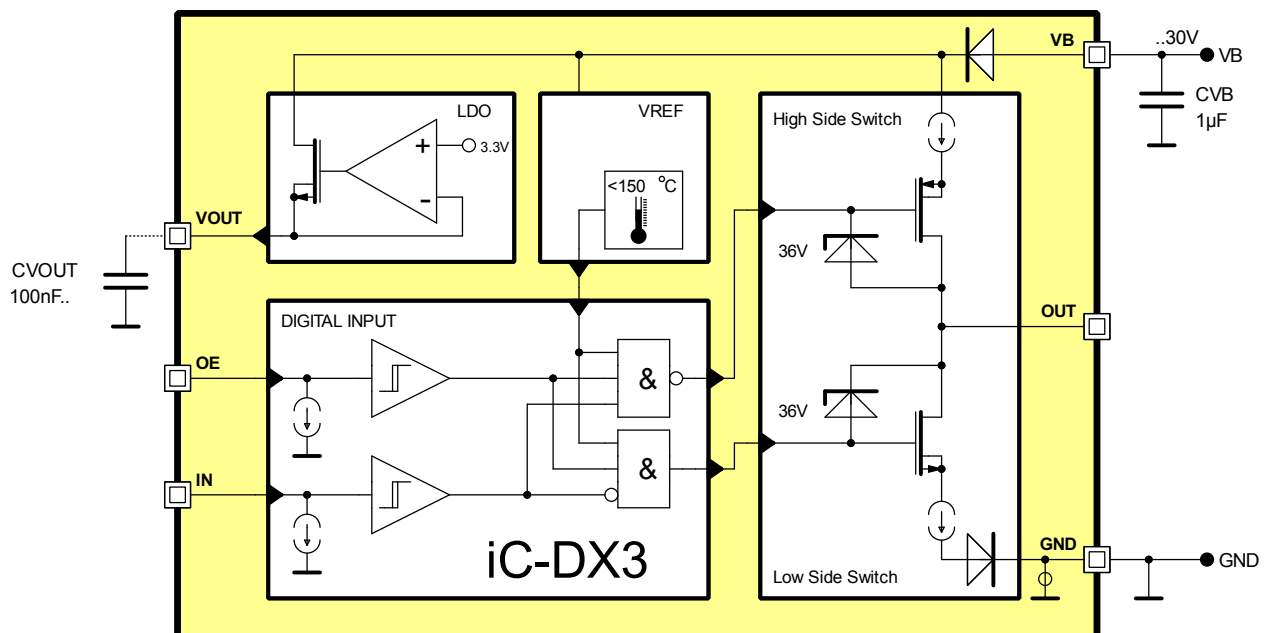 VB
..30V
VB
CVB
1µF
LDO
+
3.3V
-
VREF
<150 °C
High Side Switch
VOUT
CVOUT
100nF..
36V
DIGITAL INPUT
OUT
OE
&
36V
IN
&
iC-DX3
GND
GND
Low Side Switch